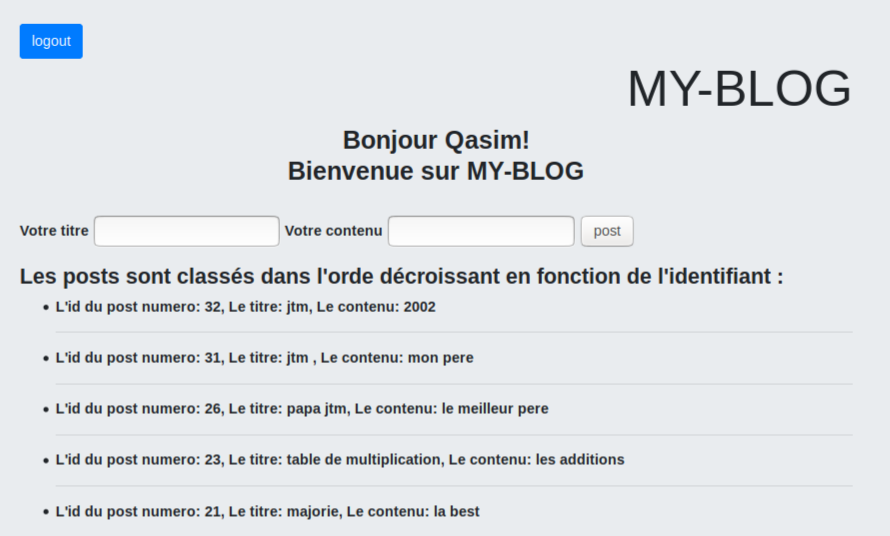 logout
MY-BLOG
Bonjour Qasim!
Bienvenue sur MY-BLOG
Votre titre Votre contenu post
Les posts sont classés dans l'orde décroissant en fonction de l'identifiant :
• L'id du post numero: 32, Le titre: jtm, Le contenu: 2002
• L'id du post numero: 31, Le titre: jtm , Le contenu: mon pere
• L'id du post numero: 26, Le titre: papa jtm, Le contenu: le meilleur pere
• L'id du post numero: 23, Le titre: table de multiplication, Le contenu: les additions
• L'id du post numero: 21, Le titre: majorie, Le contenu: la best